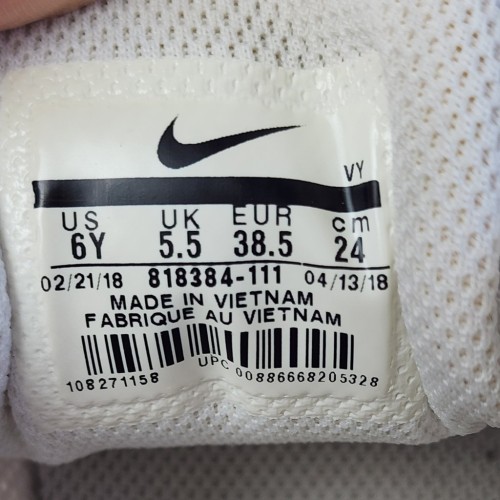 VY
US UK EUR cm
6Y 5.5 38.5 24
02/21/18 818384-111 04/13/18
MADE IN VIETNAM
FABRIQUE AU VIETNAM
108271158 UPC 00886668205328